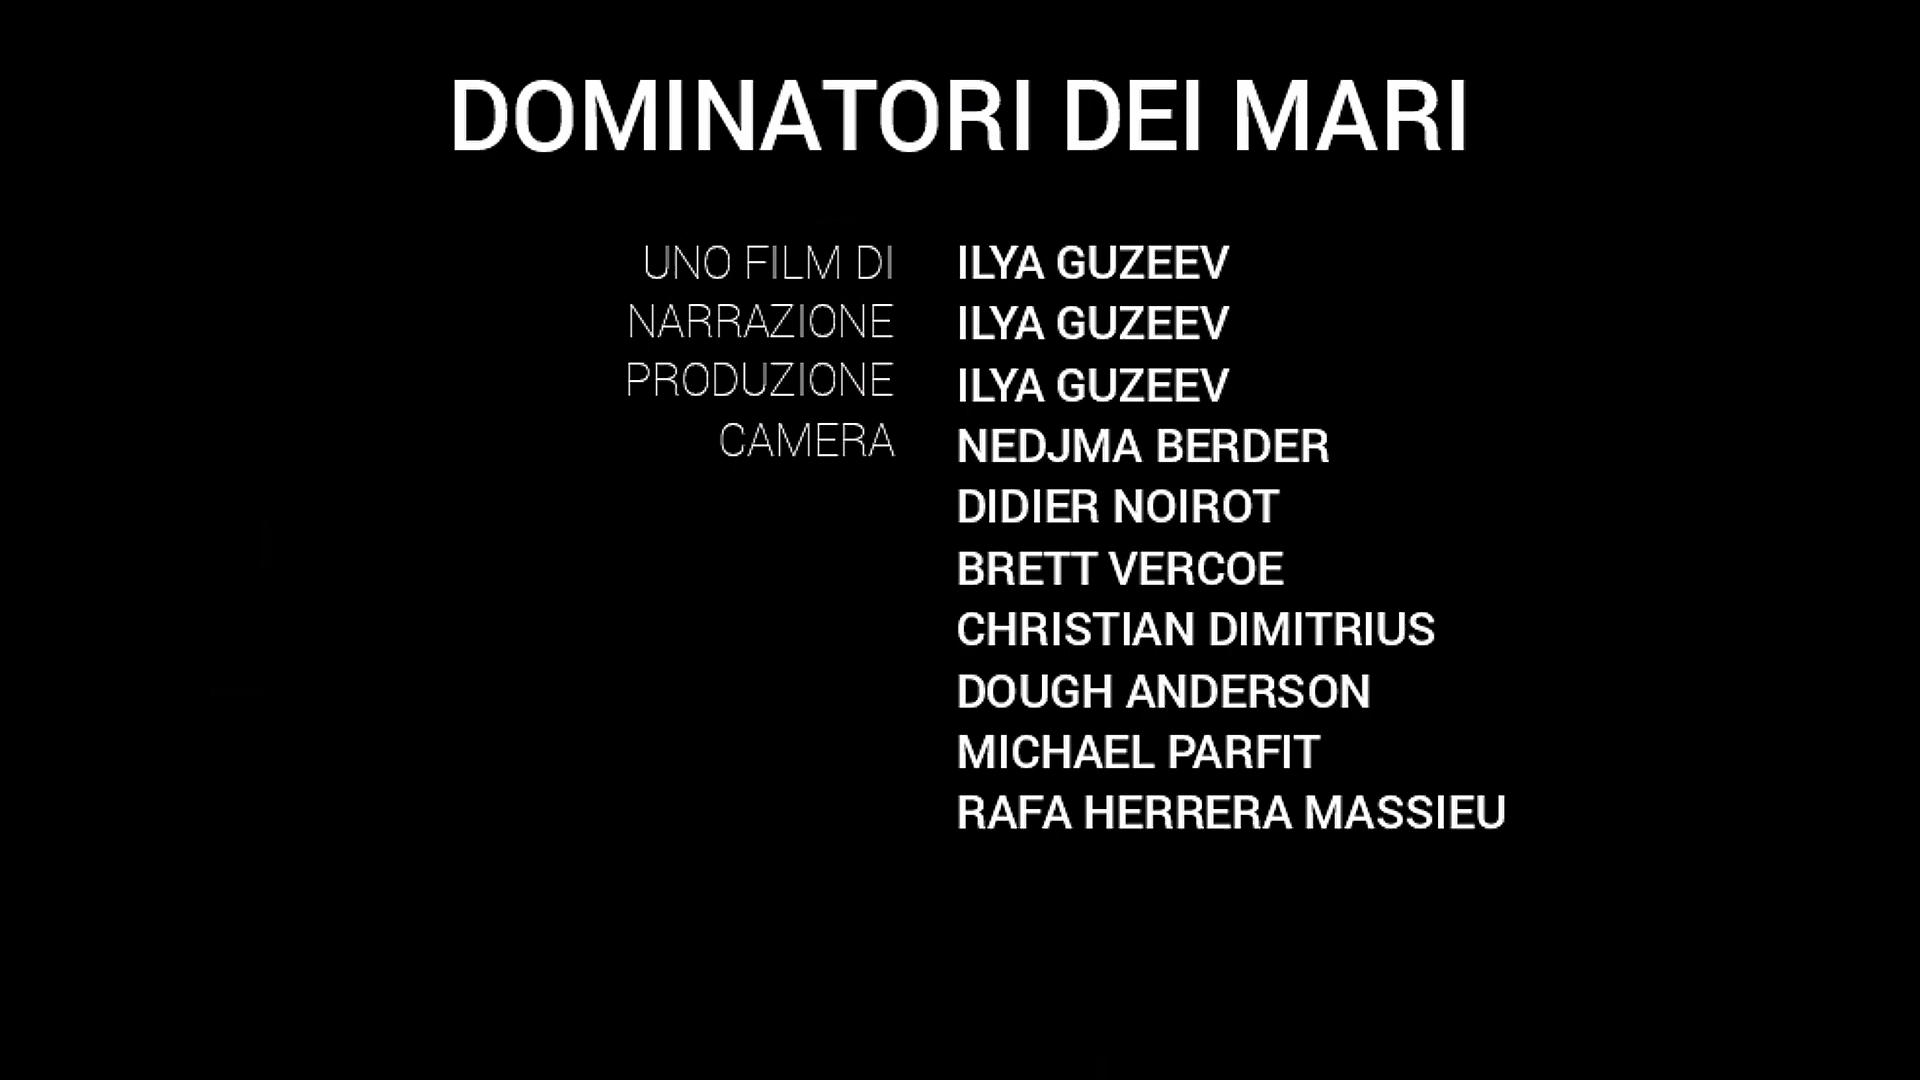 DOMINATORI DEI MARI
UNO FILM DI ILYA GUZEEV
NARRAZIONE ILYA GUZEEV
PRODUZIONE ILYA GUZEEV
CAMERA NEDJMA BERDER
DIDIER NOIROT
BRETT VERCOE
CHRISTIAN DIMITRIUS
DOUGH ANDERSON
MICHAEL PARFIT
RAFA HERRERA MASSIEU